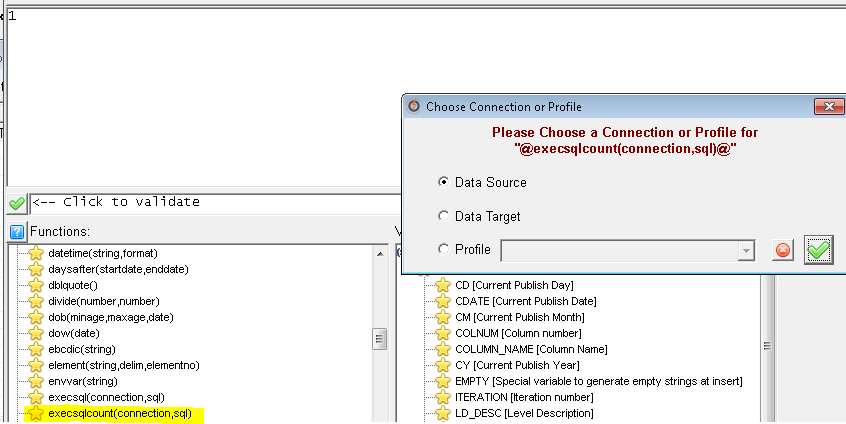 1
Choose Connection or Profile
Please Choose a Connection or Profile for
"@execsqlcount(connection,sql)@"
Data Source
Data Target
Profile
<-- Click to validate
Functions:
datetime(string,format)
daysafter(startdate,enddate)
dblquote()
divide(number,number)
dob(minage,maxage,date)
dow(date)
ebcdic(string)
element(string,delim,elementno)
envvar(string)
execsql(connection,sql)
execsqlcount(connection,sql)
CD [Current Publish Day]
CDATE [Current Publish Date]
CM [Current Publish Month]
COLNUM [Column number]
COLUMN_NAME [Column Name]
CY [Current Publish Year]
EMPTY [Special variable to generate empty strings at insert]
ITERATION [Iteration number]
LD_DESC [Level Description]